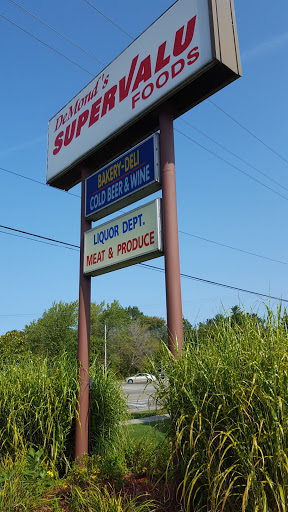 DeMond's
SUPERVALU
FOODS
BAKERY-DELI
COLD BEER & WINE
LIQUOR DEPT.
MEAT & PRODUCE